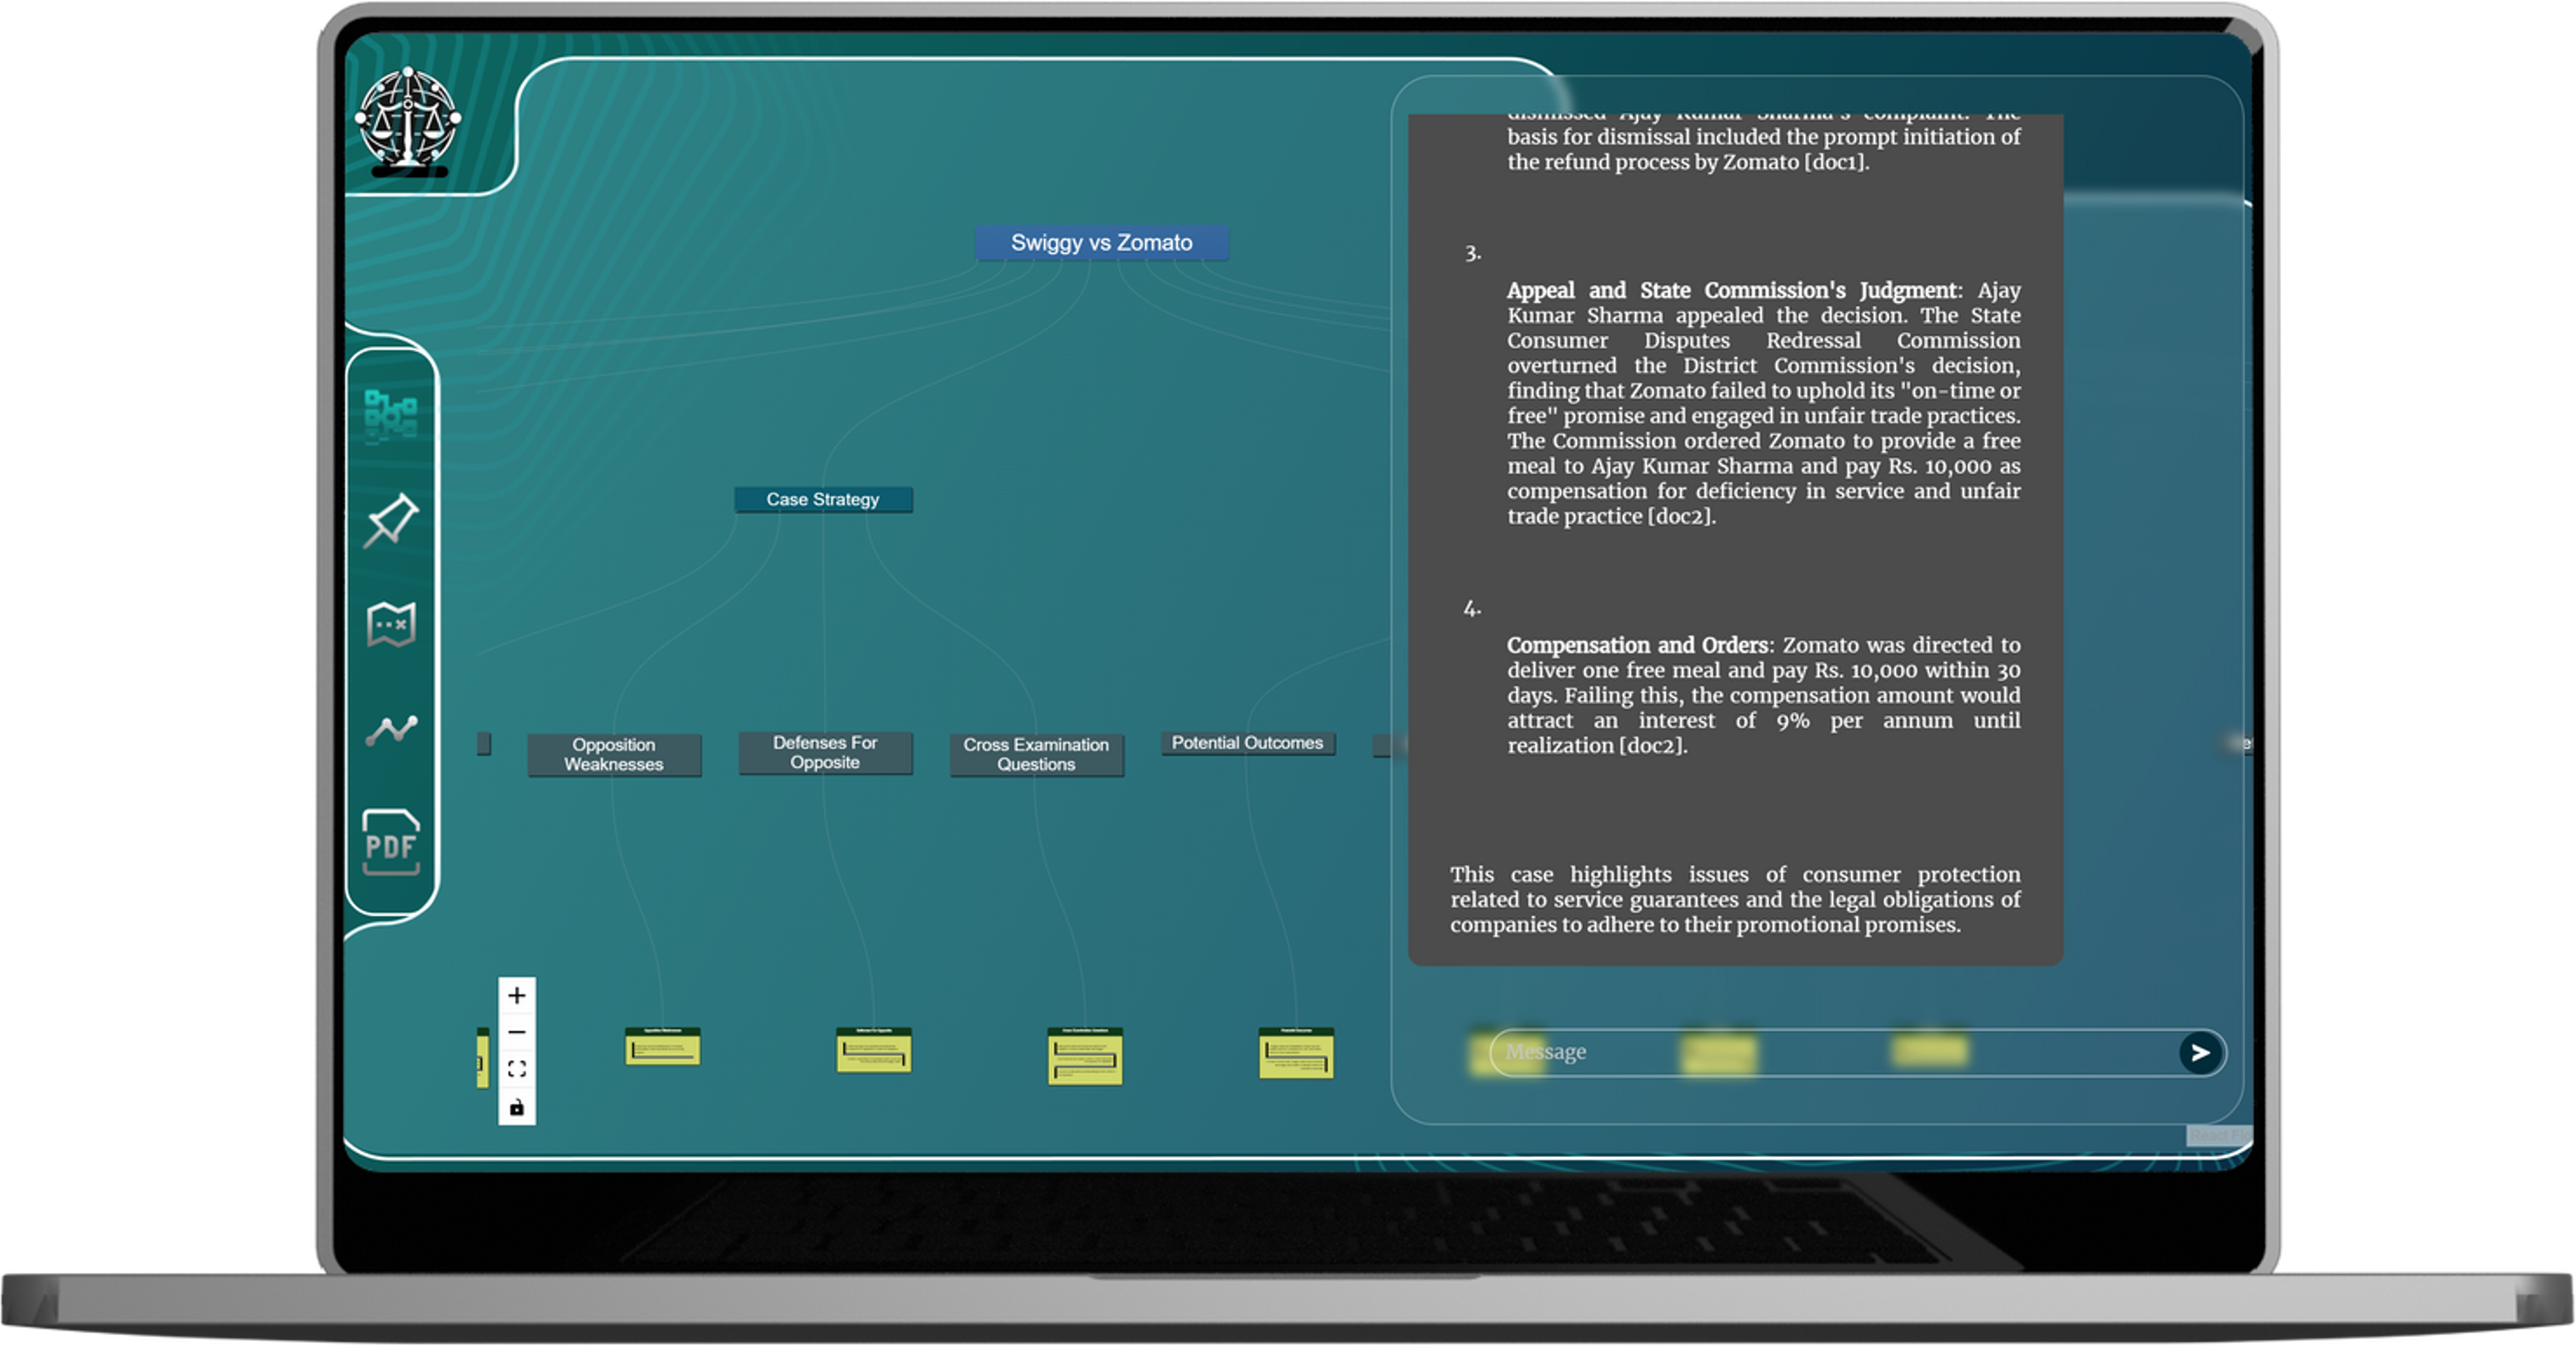 Swiggy vs Zomato
Case Strategy
Opposition
Weaknesses
Defenses For
Opposite
Cross Examination
Questions
Potential Outcomes
PDF
dismissed Ajay Kumar Sharma's complaint. The
basis for dismissal included the prompt initiation of
the refund process by Zomato [doc1].
3.
Appeal and State Commission's Judgment: Ajay
Kumar Sharma appealed the decision. The State
Consumer Disputes Redressal Commission
overturned the District Commission's decision,
finding that Zomato failed to uphold its "on-time or
free" promise and engaged in unfair trade practices.
The Commission ordered Zomato to provide a free
meal to Ajay Kumar Sharma and pay Rs. 10,000 as
compensation for deficiency in service and unfair
trade practice [doc2].
4.
Compensation and Orders: Zomato was directed to
deliver one free meal and pay Rs. 10,000 within 30
days. Failing this, the compensation amount would
attract an interest of 9% per annum until
realization [doc2].
This case highlights issues of consumer protection
related to service guarantees and the legal obligations of
companies to adhere to their promotional promises.
Message
React